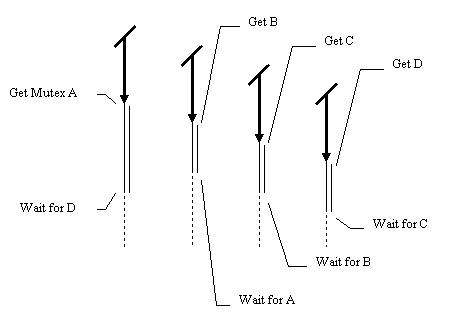 Get B
Get C
Get D
Get Mutex A
Wait for D
Wait for C
Wait for B
Wait for A